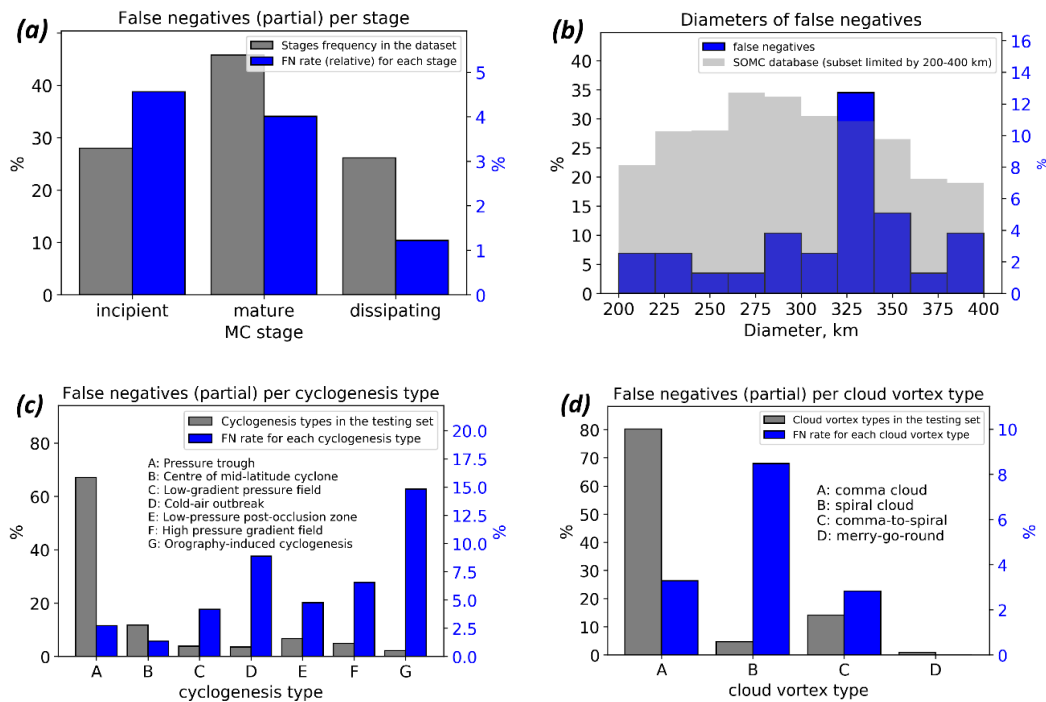 (a)
False negatives (partial) per stage
Stages frequency in the dataset
FN rate (relative) for each stage
%
40
30
20
10
0
%
5
4
3
2
1
0
incipient
mature
dissipating
MC stage
(b)
Diameters of false negatives
false negatives
SOMC database (subset limited by 200-400 km)
%
40
35
30
25
20
15
10
5
0
%
16
14
12
10
8
6
4
2
0
200
225
250
275
300
325
350
375
400
Diameter, km
(c)
False negatives (partial) per cyclogenesis type
Cyclogenesis types in the testing set
FN rate for each cyclogenesis type
A: Pressure trough
B: Centre of mid-latitude cyclone
C: Low-gradient pressure field
D: Cold-air outbreak
E: Low-pressure post-occlusion zone
F: High pressure gradient field
G: Orography-induced cyclogenesis
%
80
60
40
20
0
%
20.0
17.5
15.0
12.5
10.0
7.5
5.0
2.5
0.0
A
B
C
D
E
F
G
cyclogenesis type
(d)
False negatives (partial) per cloud vortex type
Cloud vortex types in the testing set
FN rate for each cloud vortex type
A: comma cloud
B: spiral cloud
C: comma-to-spiral
D: merry-go-round
%
80
70
60
50
40
30
20
10
0
%
10
8
6
4
2
0
A
B
C
D
cloud vortex type